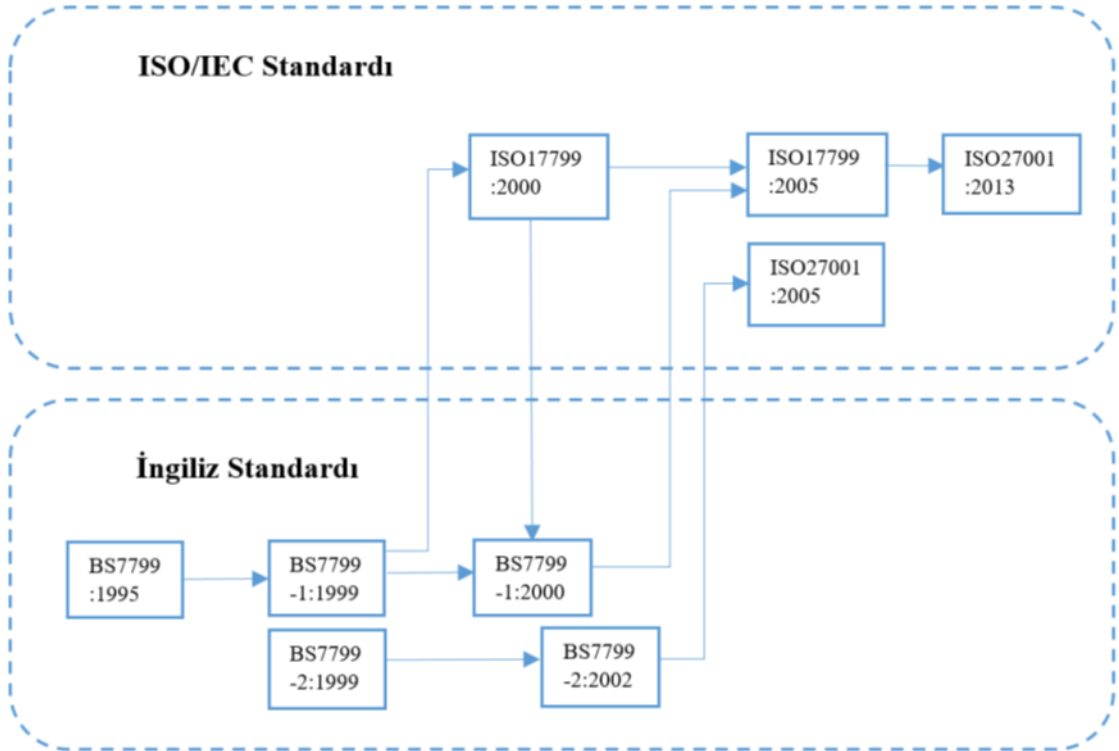 ISO/IEC Standardı
ISO17799
:2000
ISO17799
:2005
ISO27001
:2013
ISO27001
:2005
İngiliz Standardı
BS7799
:1995
BS7799
-1:1999
BS7799
-1:2000
BS7799
-2:1999
BS7799
-2:2002